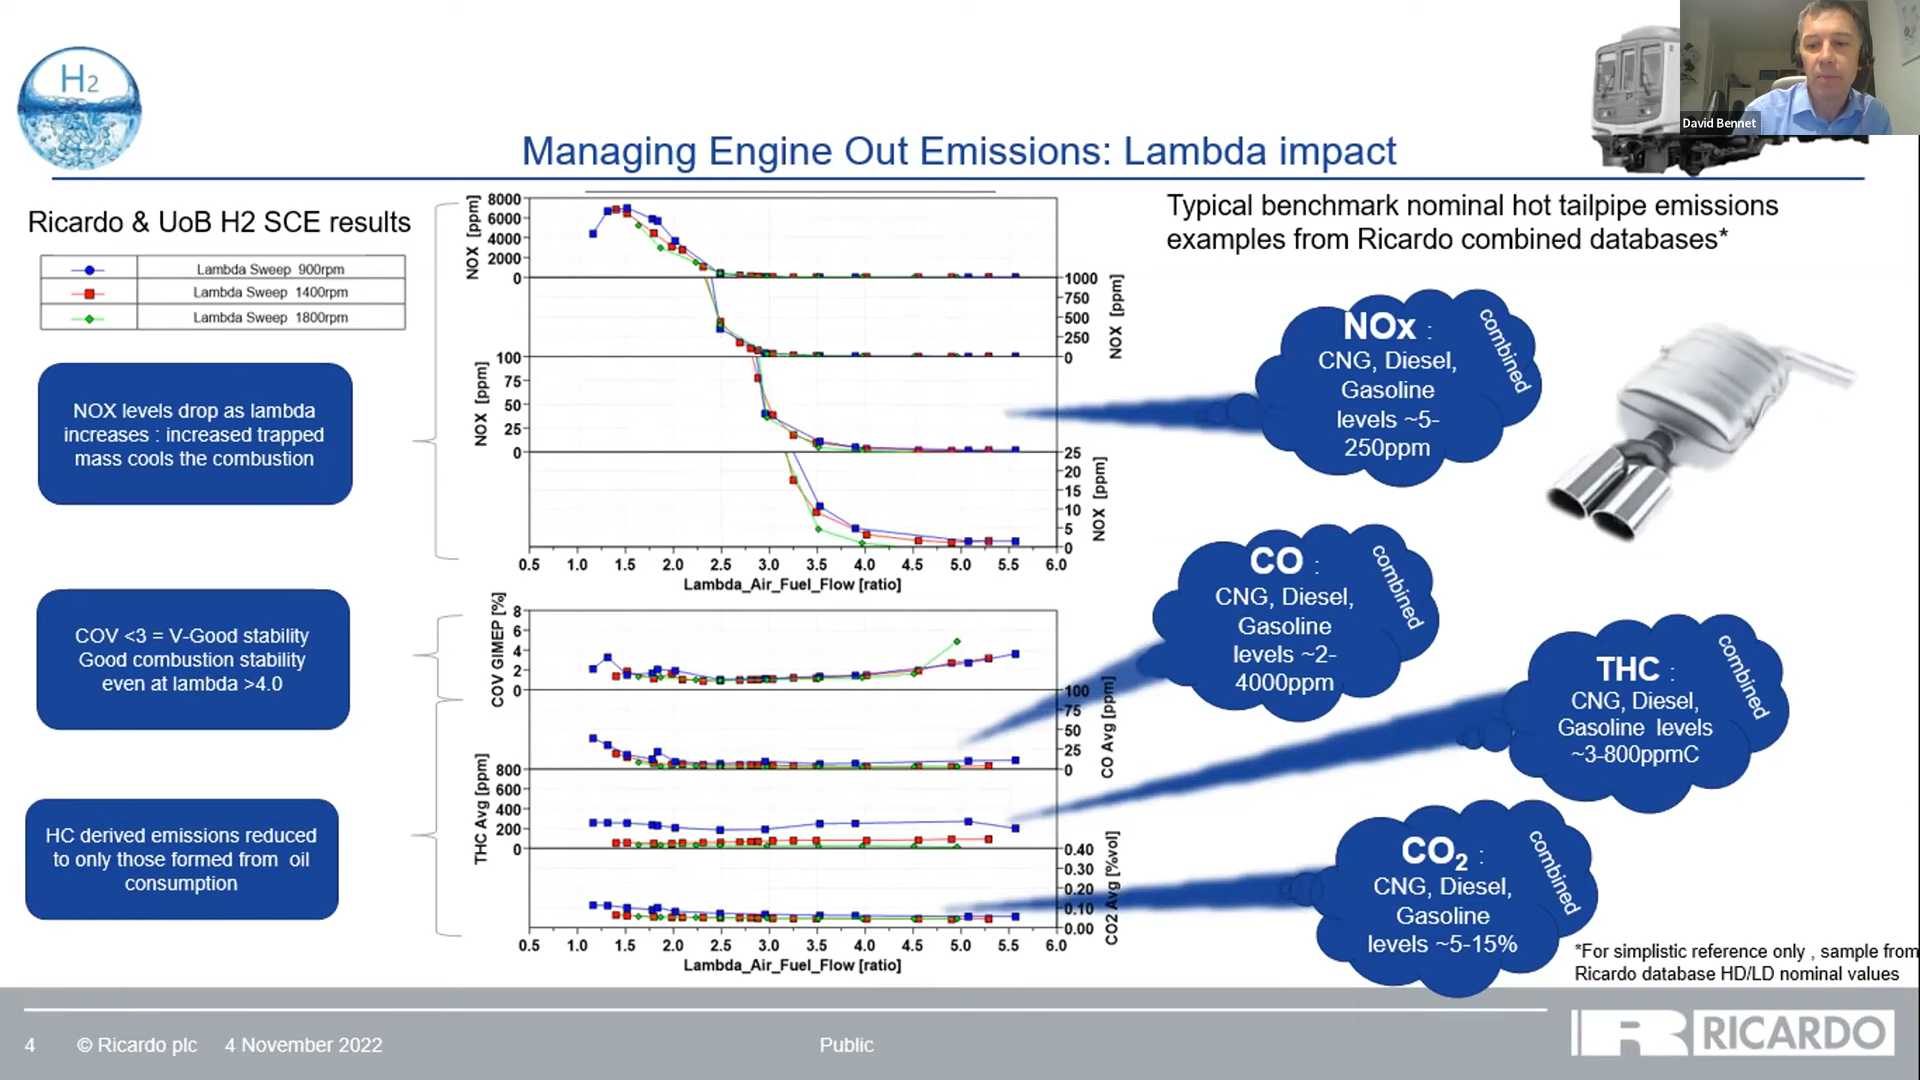 H2
David Bennet
Managing Engine Out Emissions: Lambda impact
Ricardo & UoB H2 SCE results
Lambda Sweep 900rpm
Lambda Sweep 1400rpm
Lambda Sweep 1800rpm
NOX levels drop as lambda
increases : increased trapped
mass cools the combustion
COV <3 = V-Good stability
Good combustion stability
even at lambda >4.0
HC derived emissions reduced
to only those formed from oil
consumption
NOX [ppm]
8000
6000
4000
2000
0
1000
750
500
250
0
NOX [ppm]
100
75
50
25
0
NOX [ppm]
25
20
15
10
5
0
NOX [ppm]
0.5 1.0 1.5 2.0 2.5 3.0 3.5 4.0 4.5 5.0 5.5 6.0
Lambda_Air_Fuel_Flow [ratio]
COV GIMEP [%]
8
6
4
2
0
100
75
50
25
0
CO Avg [ppm]
THC Avg [ppm]
800
600
400
200
0
0.40
0.30
0.20
0.10
0.00
CO2 Avg [%vol]
0.5 1.0 1.5 2.0 2.5 3.0 3.5 4.0 4.5 5.0 5.5 6.0
Lambda_Air_Fuel_Flow [ratio]
Typical benchmark nominal hot tailpipe emissions
examples from Ricardo combined databases*
NOx :
CNG, Diesel,
Gasoline
levels ~5-
250ppm
combined
CO :
CNG, Diesel,
Gasoline
levels ~2-
4000ppm
combined
THC :
CNG, Diesel,
Gasoline levels
~3-800ppmC
combined
CO2 :
CNG, Diesel,
Gasoline
levels ~5-15%
combined
*For simplistic reference only , sample from
Ricardo database HD/LD nominal values
4 © Ricardo plc 4 November 2022 Public
RICARDO